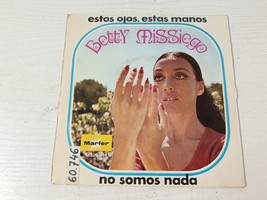 estos ojos, estas manos
Betty Missiego
Marfer
60.746
no somos nada